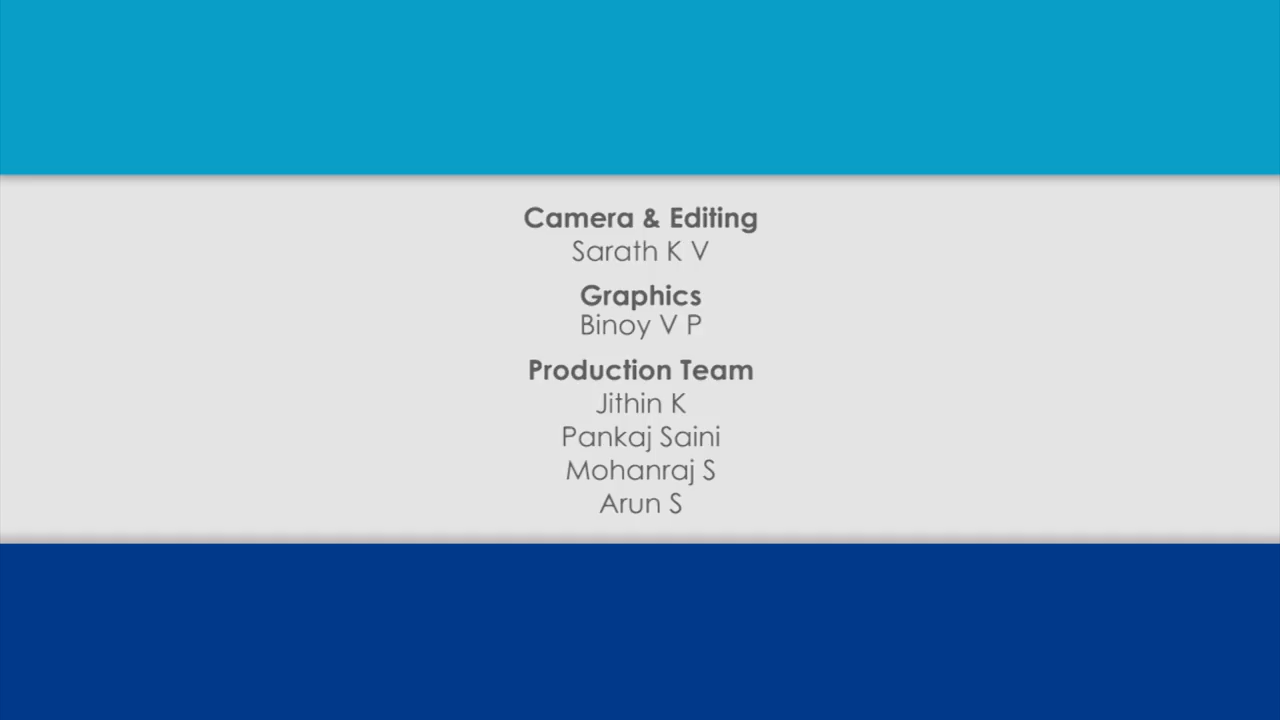 Camera & Editing
Sarath K V
Graphics
Binoy V P
Production Team
Jithin K
Pankaj Saini
Mohanraj S
Arun S